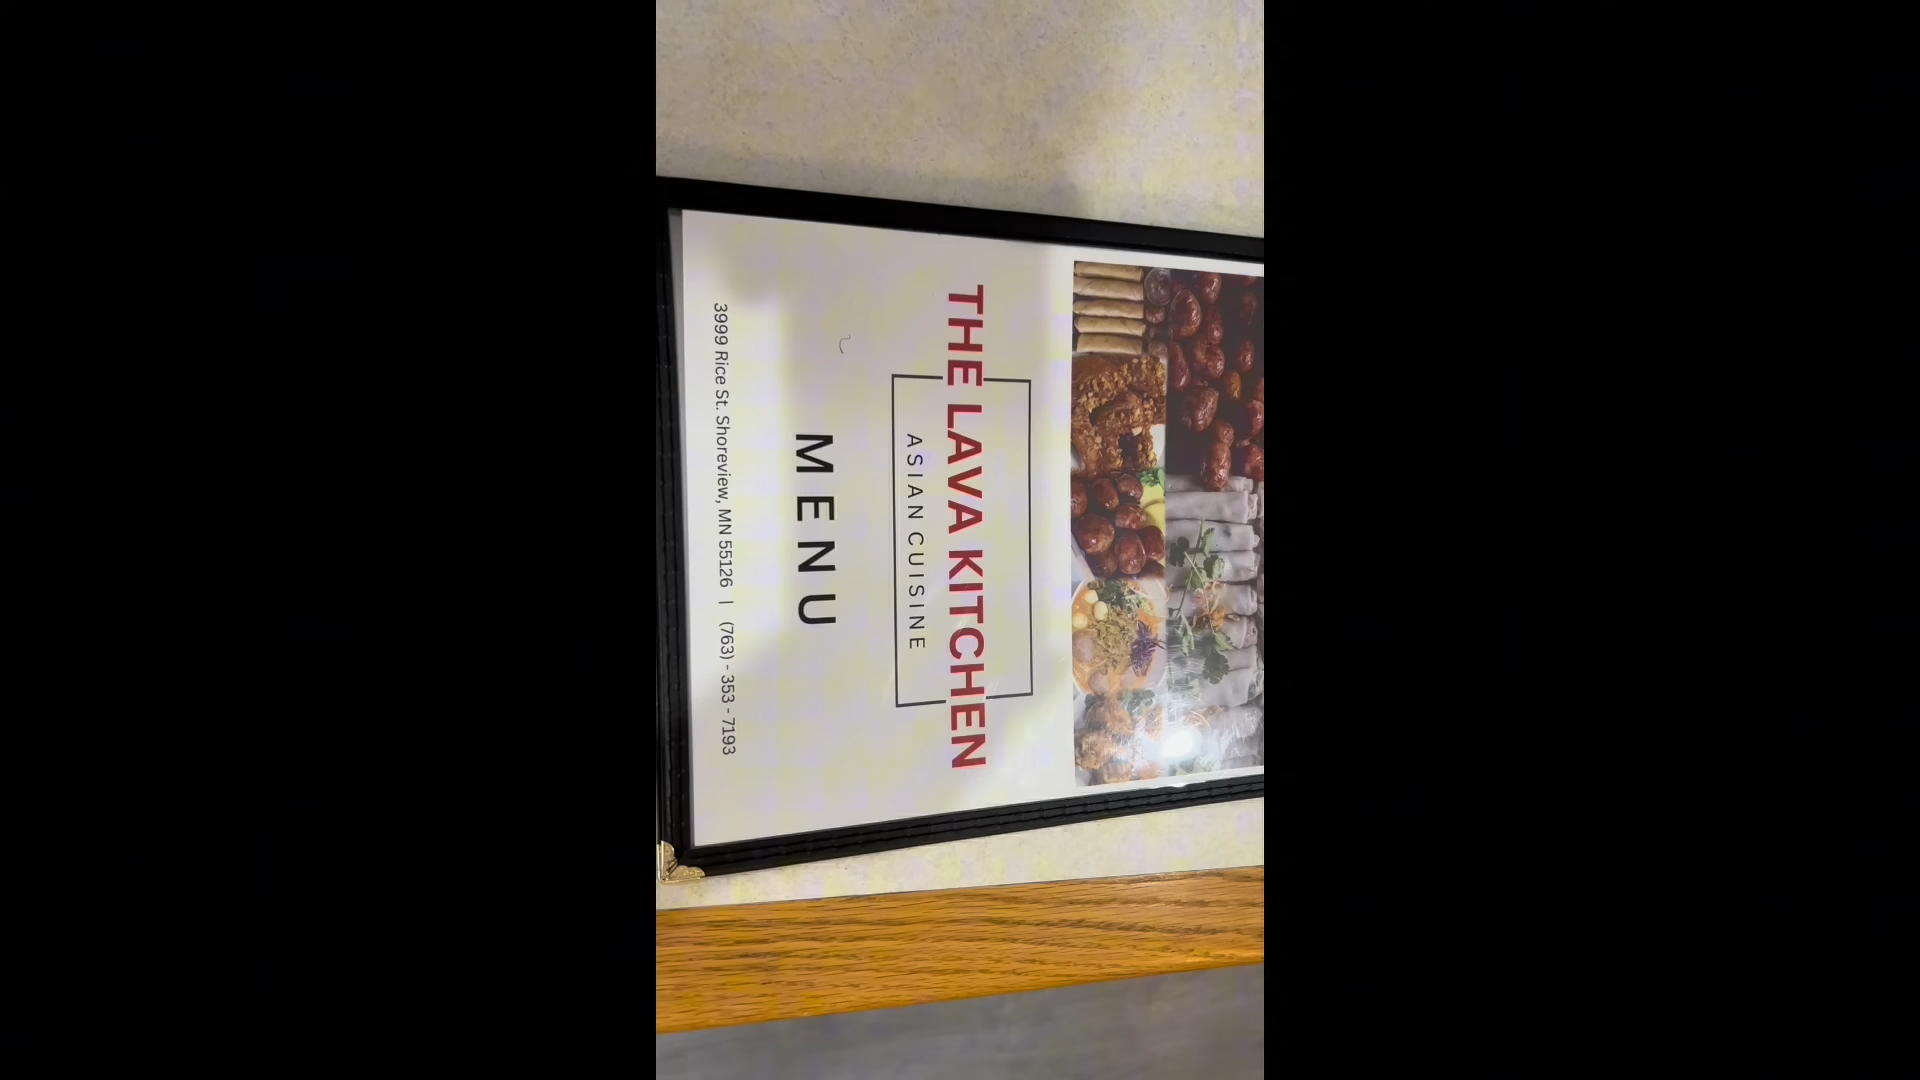 THE LAVA KITCHEN
ASIAN CUISINE
MENU
3999 Rice St. Shoreview, MN 55126 | (763) - 353 - 7193